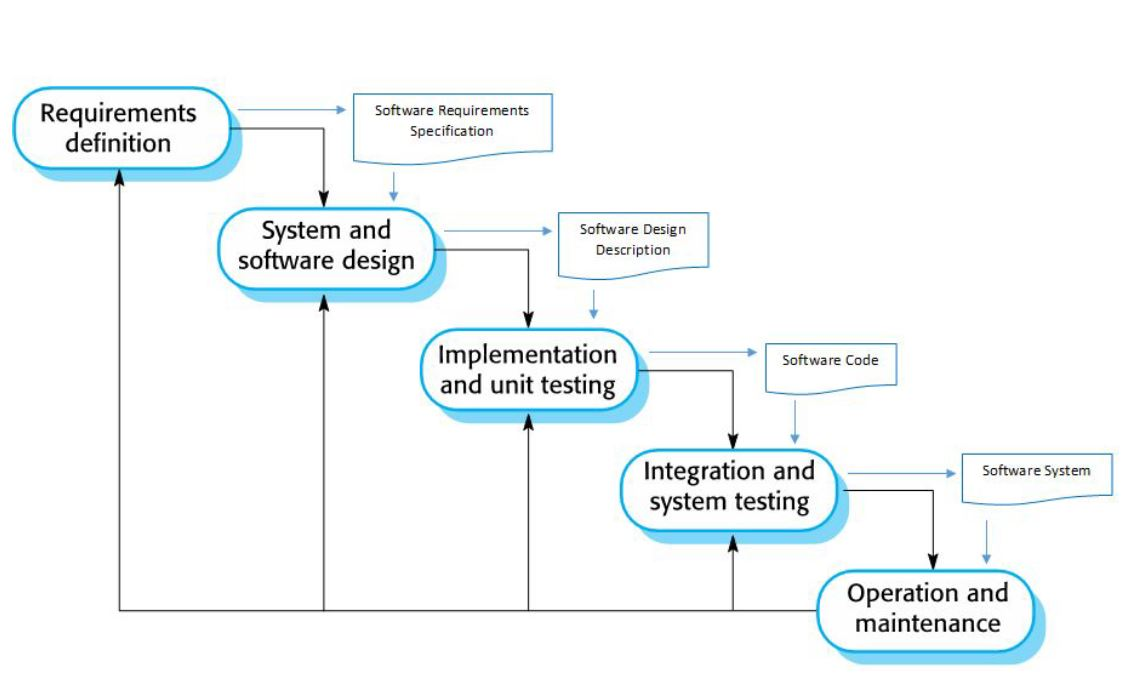 Requirements
definition
Software Requirements
Specification
System and
software design
Software Design
Description
Implementation
and unit testing
Software Code
Integration and
system testing
Software System
Operation and
maintenance